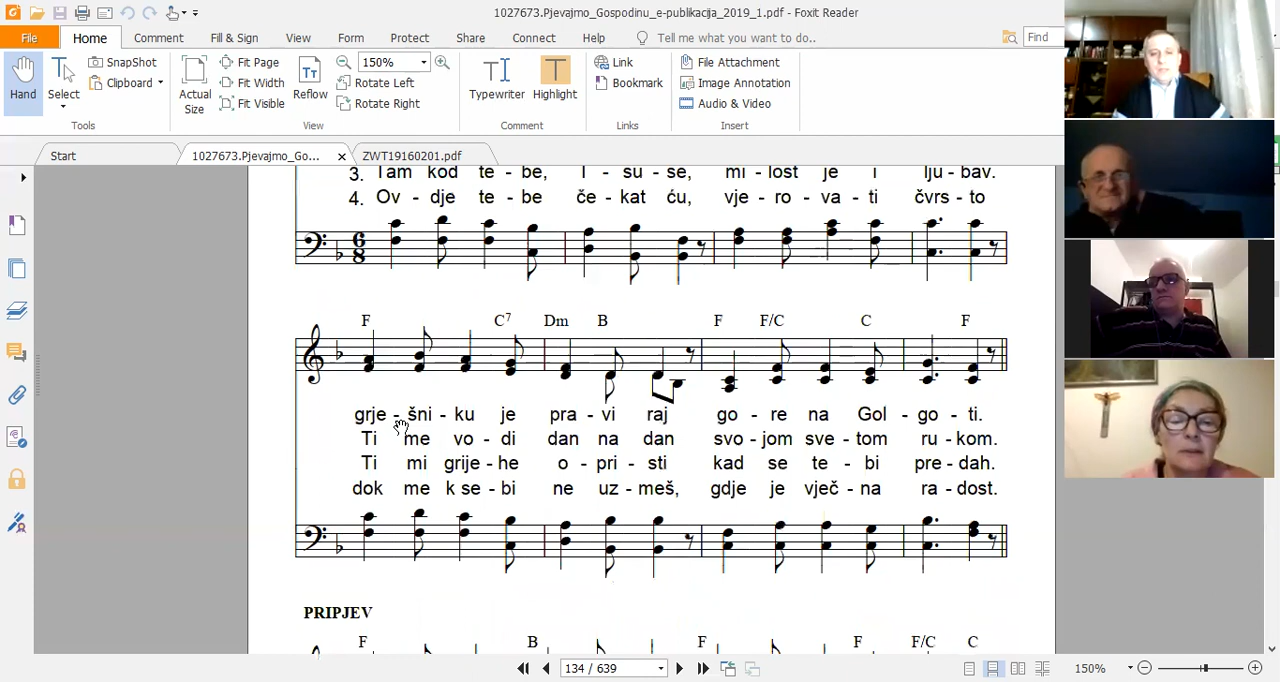 1027673.Pjevajmo_Gospodinu_e-publikacija_2019_1.pdf - Foxit Reader
File Home Comment Fill & Sign View Form Protect Share Connect Help Tell me what you want to do.. Find
SnapShot Fit Page 150% Link File Attachment
Clipboard Fit Width Rotate Left Bookmark Image Annotation
Hand Select Actual Size Fit Visible Reflow Rotate Right Typewriter Highlight Audio & Video
Tools View Comment Links Insert
Start 1027673.Pjevajmo_Go... ZWT19160201.pdf
3. Tam kod te - be, I - su - se, mi - lost je i lju - bav.
4. Ov - dje te - be če - kat ću, vje - ro - va - ti čvrs - to
6
8
F C7 Dm B F F/C C F
grje - šni - ku je pra - vi raj go - re na Gol - go - ti.
Ti me vo - di dan na dan svo - jom sve - tom ru - kom.
Ti mi grije - he o - pri - sti kad se te - bi pre - dah.
dok me k se - bi ne uz - meš, gdje je vječ - na ra - dost.
PRIPJEV
F B F F F/C C
134 / 639 150%